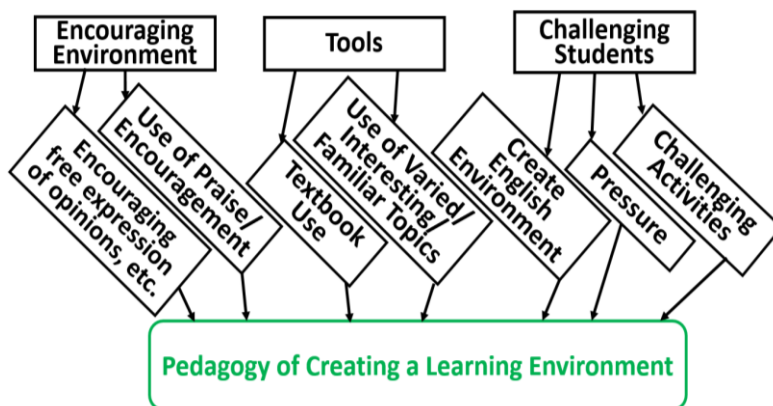 Encouraging
Environment
Tools
Challenging
Students
Encouraging
free expression
of opinions, etc.
Use of Praise/
Encouragement
Textbook
Use
Use of Varied/
Interesting/
Familiar Topics
Create
English
Environment
Pressure
Challenging
Activities
Pedagogy of Creating a Learning Environment